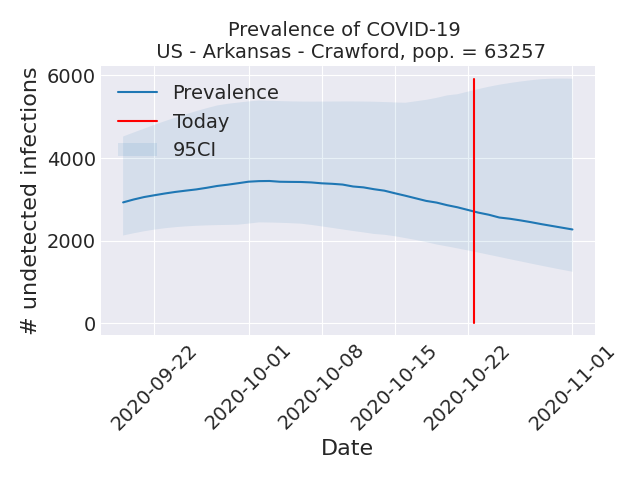 Prevalence of COVID-19
US - Arkansas - Crawford, pop. = 63257
# undetected infections
6000
4000
2000
0
Prevalence
Today
95CI
2020-09-22
2020-10-01
2020-10-08
2020-10-15
2020-10-22
2020-11-01
Date